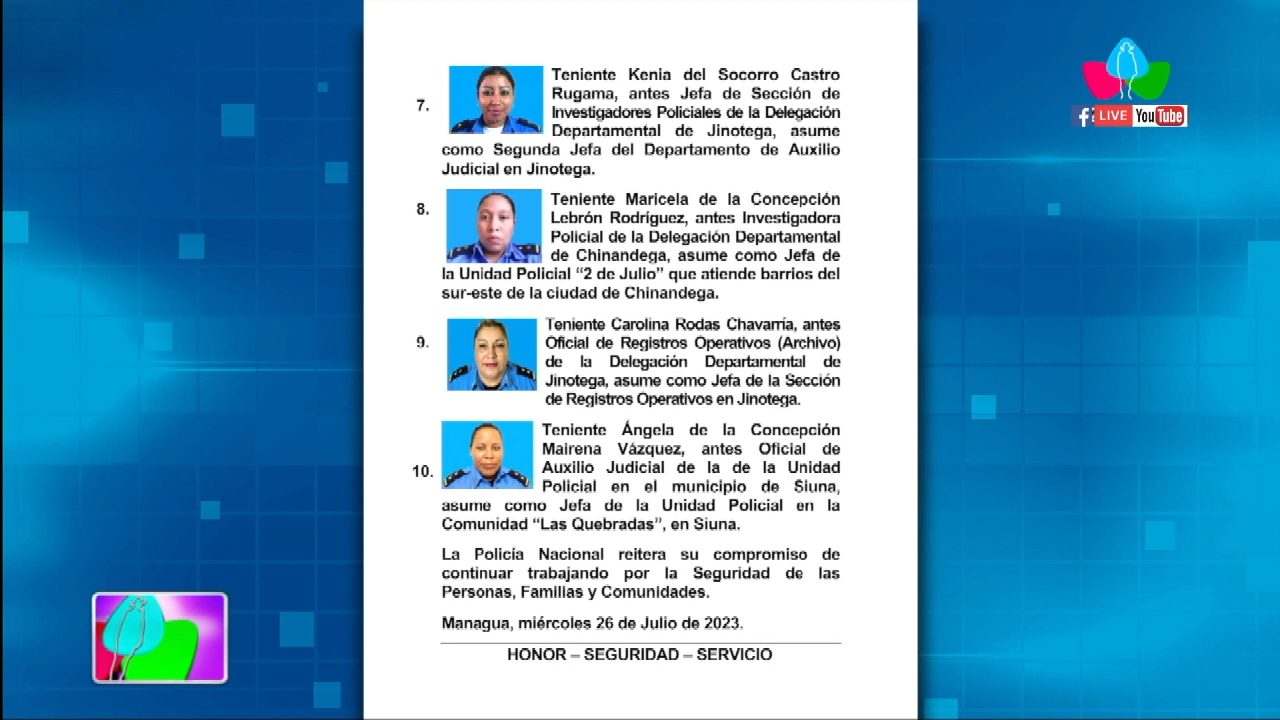 7.
Teniente Kenia del Socorro Castro
Rugama, antes Jefa de Sección de
Investigadores Policiales de la Delegación
Departamental de Jinotega, asume
como Segunda Jefa del Departamento de Auxilio
Judicial en Jinotega.
8.
Teniente Maricela de la Concepción
Lebrón Rodríguez, antes Investigadora
Policial de la Delegación Departamental
de Chinandega, asume como Jefa de
la Unidad Policial “2 de Julio” que atiende barrios del
sur-este de la ciudad de Chinandega.
9.
Teniente Carolina Rodas Chavarría, antes
Oficial de Registros Operativos (Archivo)
de la Delegación Departamental de
Jinotega, asume como Jefa de la Sección
de Registros Operativos en Jinotega.
10.
Teniente Ángela de la Concepción
Mairena Vázquez, antes Oficial de
Auxilio Judicial de la de la Unidad
Policial en el municipio de Siuna,
asume como Jefa de la Unidad Policial en la
Comunidad “Las Quebradas”, en Siuna.
La Policía Nacional reitera su compromiso de
continuar trabajando por la Seguridad de las
Personas, Familias y Comunidades.
Managua, miércoles 26 de Julio de 2023.
HONOR – SEGURIDAD – SERVICIO
f LIVE YouTube